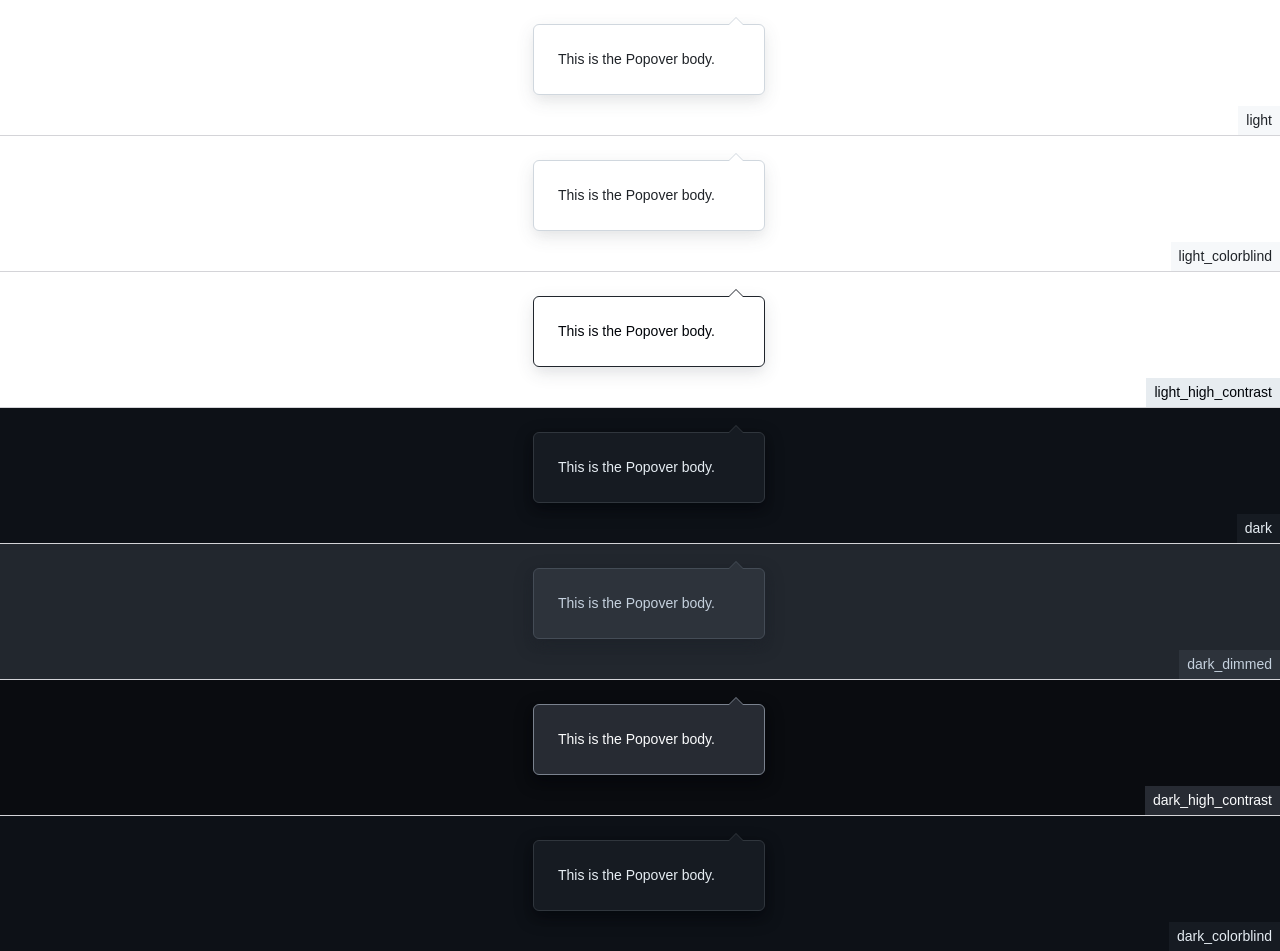 This is the Popover body.
light
This is the Popover body.
light_colorblind
This is the Popover body.
light_high_contrast
This is the Popover body.
dark
This is the Popover body.
dark_dimmed
This is the Popover body.
dark_high_contrast
This is the Popover body.
dark_colorblind